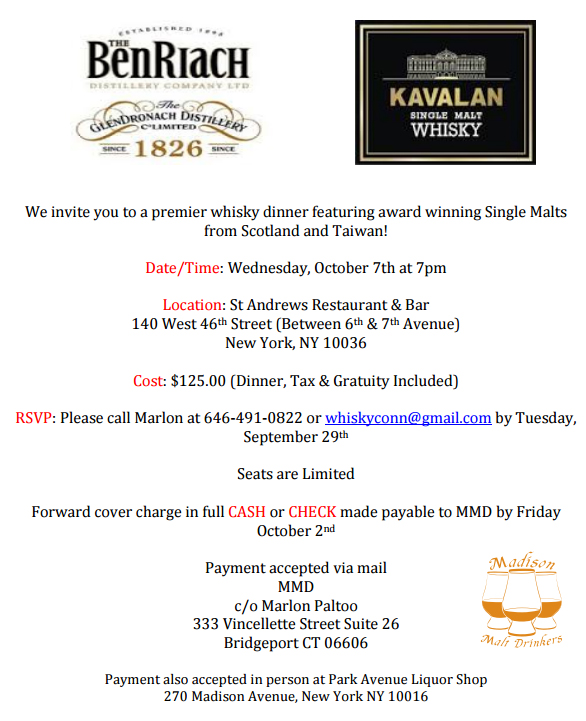 ESTABLISHED 1898
THE
BENRIACH
DISTILLERY COMPANY LTD
The
GLENDRONACH DISTILLERY
Co LIMITED
SINCE 1826 SINCE
KAVALAN
SINGLE MALT
WHISKY
We invite you to a premier whisky dinner featuring award winning Single Malts
from Scotland and Taiwan!
Date/Time: Wednesday, October 7th at 7pm
Location: St Andrews Restaurant & Bar
140 West 46th Street (Between 6th & 7th Avenue)
New York, NY 10036
Cost: $125.00 (Dinner, Tax & Gratuity Included)
RSVP: Please call Marlon at 646-491-0822 or whiskyconn@gmail.com by Tuesday,
September 29th
Seats are Limited
Forward cover charge in full CASH or CHECK made payable to MMD by Friday
October 2nd
Payment accepted via mail
MMD
c/o Marlon Paltoo
333 Vincellette Street Suite 26
Bridgeport CT 06606
Madison
Malt Drinkers
Payment also accepted in person at Park Avenue Liquor Shop
270 Madison Avenue, New York NY 10016